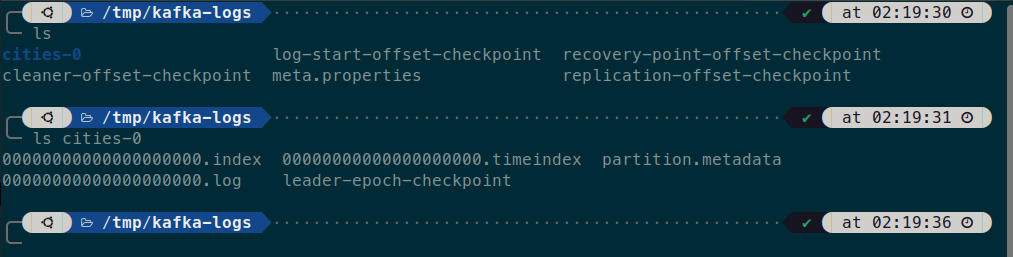 /tmp/kafka-logs ✔ at 02:19:30
ls
cities-0 log-start-offset-checkpoint recovery-point-offset-checkpoint
cleaner-offset-checkpoint meta.properties replication-offset-checkpoint
/tmp/kafka-logs ✔ at 02:19:31
ls cities-0
00000000000000000000.index 00000000000000000000.timeindex partition.metadata
00000000000000000000.log leader-epoch-checkpoint
/tmp/kafka-logs ✔ at 02:19:36